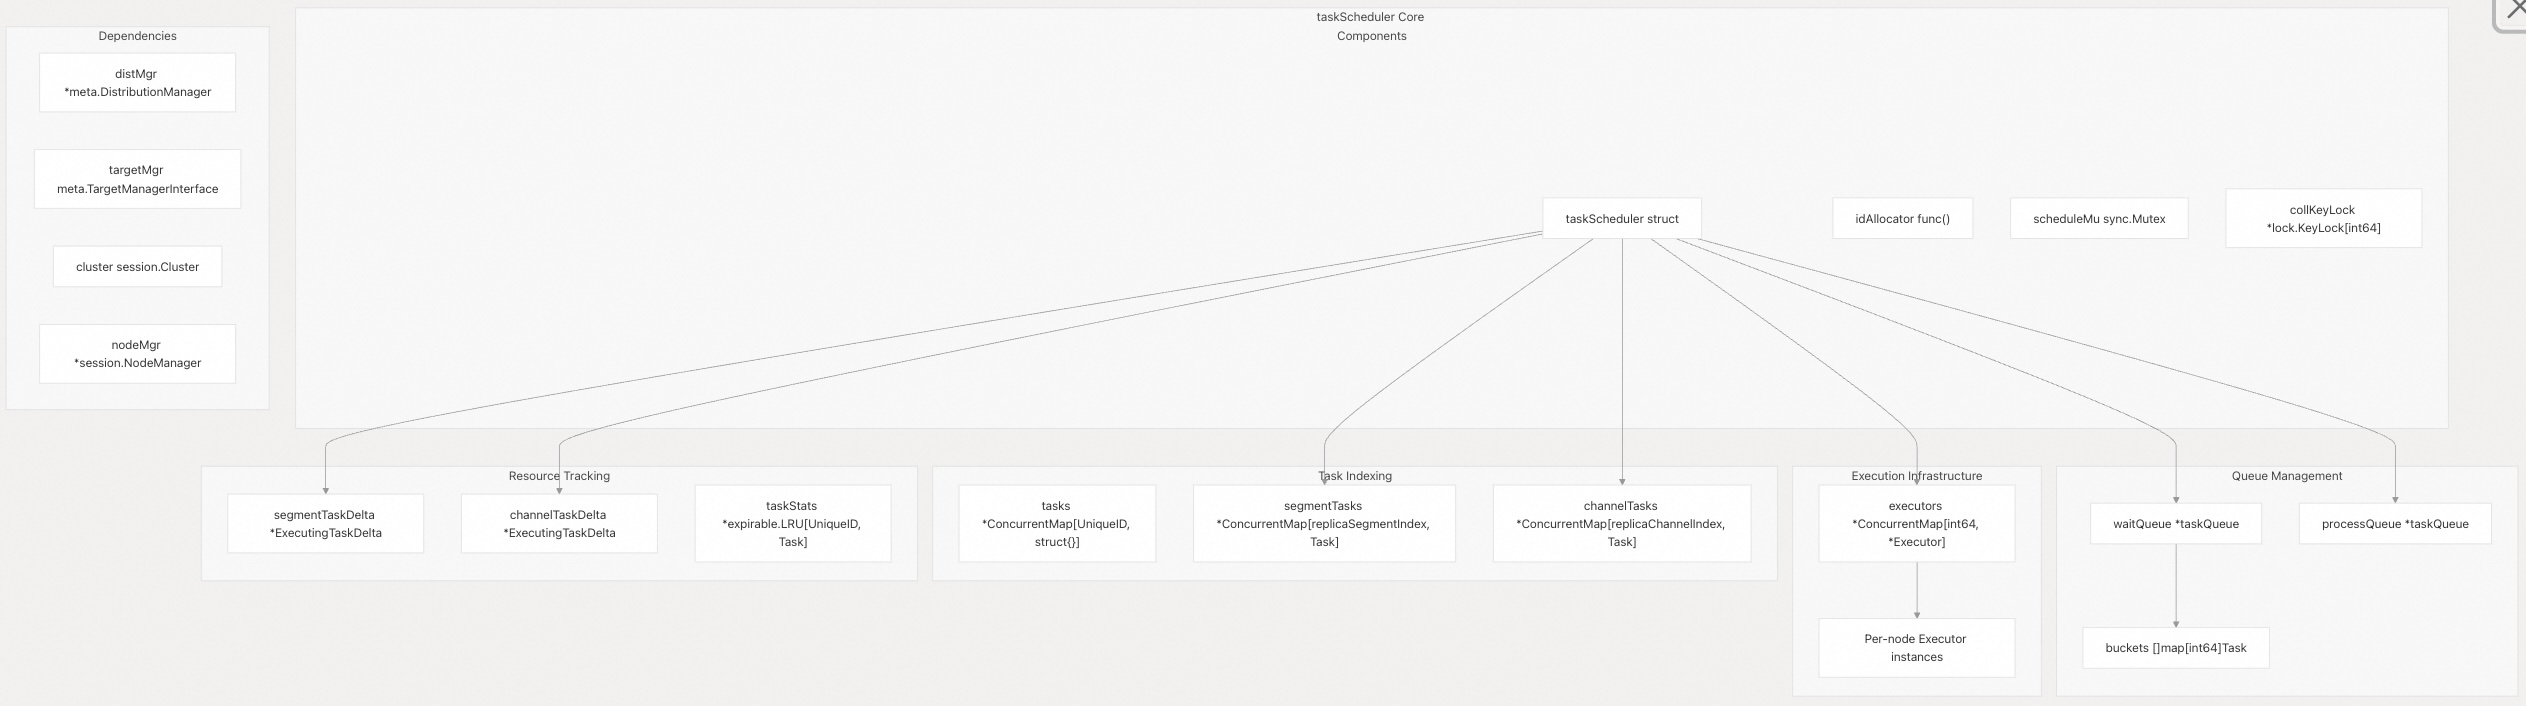 taskScheduler Core
Components
Dependencies
distMgr
*meta.DistributionManager
targetMgr
meta.TargetManagerInterface
cluster session.Cluster
nodeMgr
*session.NodeManager
taskScheduler struct
idAllocator func()
scheduleMu sync.Mutex
collKeyLock
*lock.KeyLock[int64]
Resource Tracking
segmentTaskDelta
*ExecutingTaskDelta
channelTaskDelta
*ExecutingTaskDelta
taskStats
*expirable.LRU[UniqueID,
Task]
Task Indexing
tasks
*ConcurrentMap[UniqueID,
struct{}]
segmentTasks
*ConcurrentMap[replicaSegmentIndex,
Task]
channelTasks
*ConcurrentMap[replicaChannelIndex,
Task]
Execution Infrastructure
executors
*ConcurrentMap[int64,
*Executor]
Per-node Executor
instances
Queue Management
waitQueue *taskQueue
processQueue *taskQueue
buckets []map[int64]Task